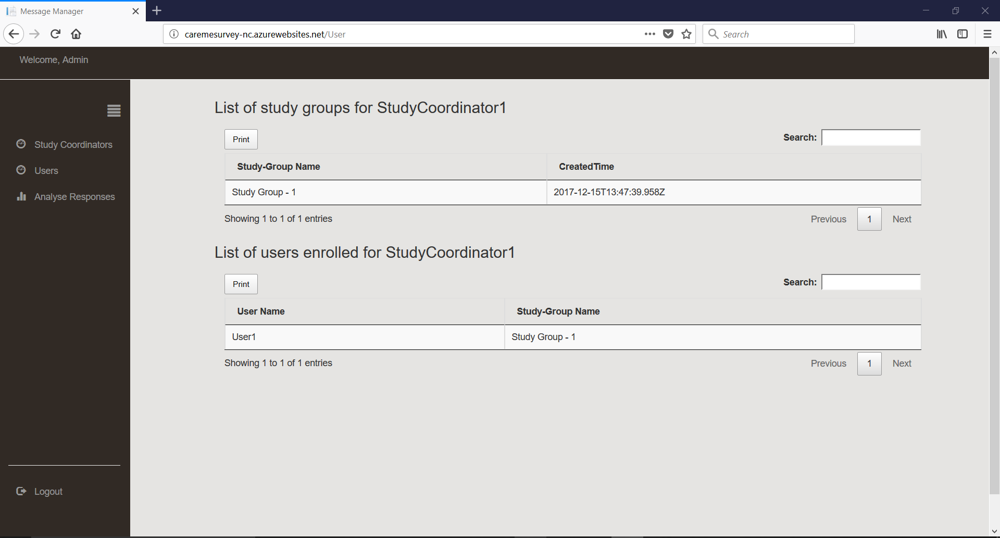 Message Manager
caremesurvey-nc.azurewebsites.net/User
Search
Welcome, Admin
Study Coordinators
Users
Analyse Responses
Logout
List of study groups for StudyCoordinator1
Print
Search:
Study-Group Name CreatedTime
Study Group - 1 2017-12-15T13:47:39.958Z
Showing 1 to 1 of 1 entries
Previous 1 Next
List of users enrolled for StudyCoordinator1
Print
Search:
User Name Study-Group Name
User1 Study Group - 1
Showing 1 to 1 of 1 entries
Previous 1 Next